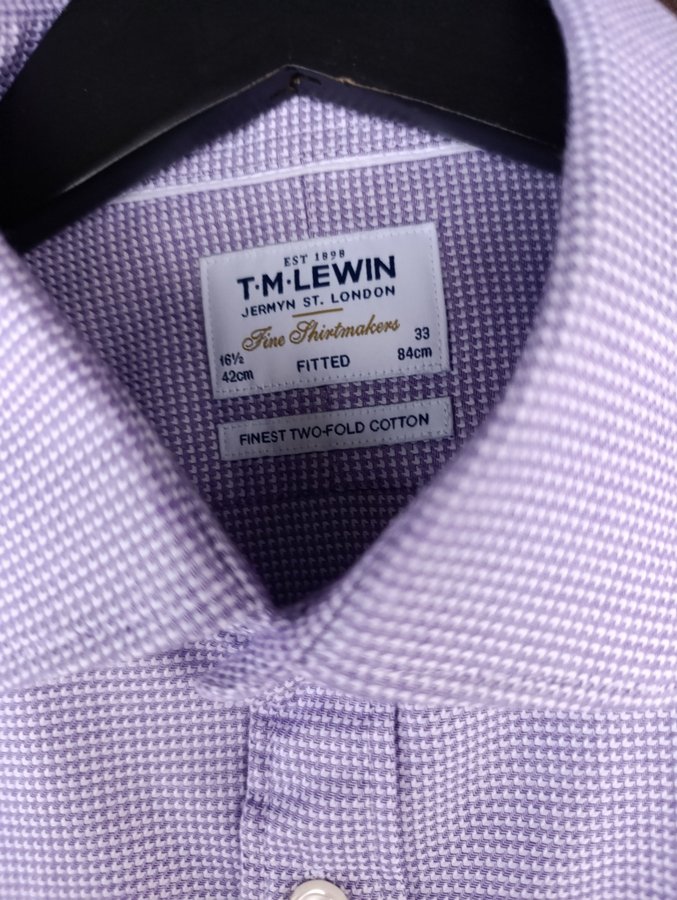 EST 1898
T·M·LEWIN
JERMYN ST. LONDON
Fine Shirtmakers
16½ 33
42cm FITTED 84cm
FINEST TWO-FOLD COTTON